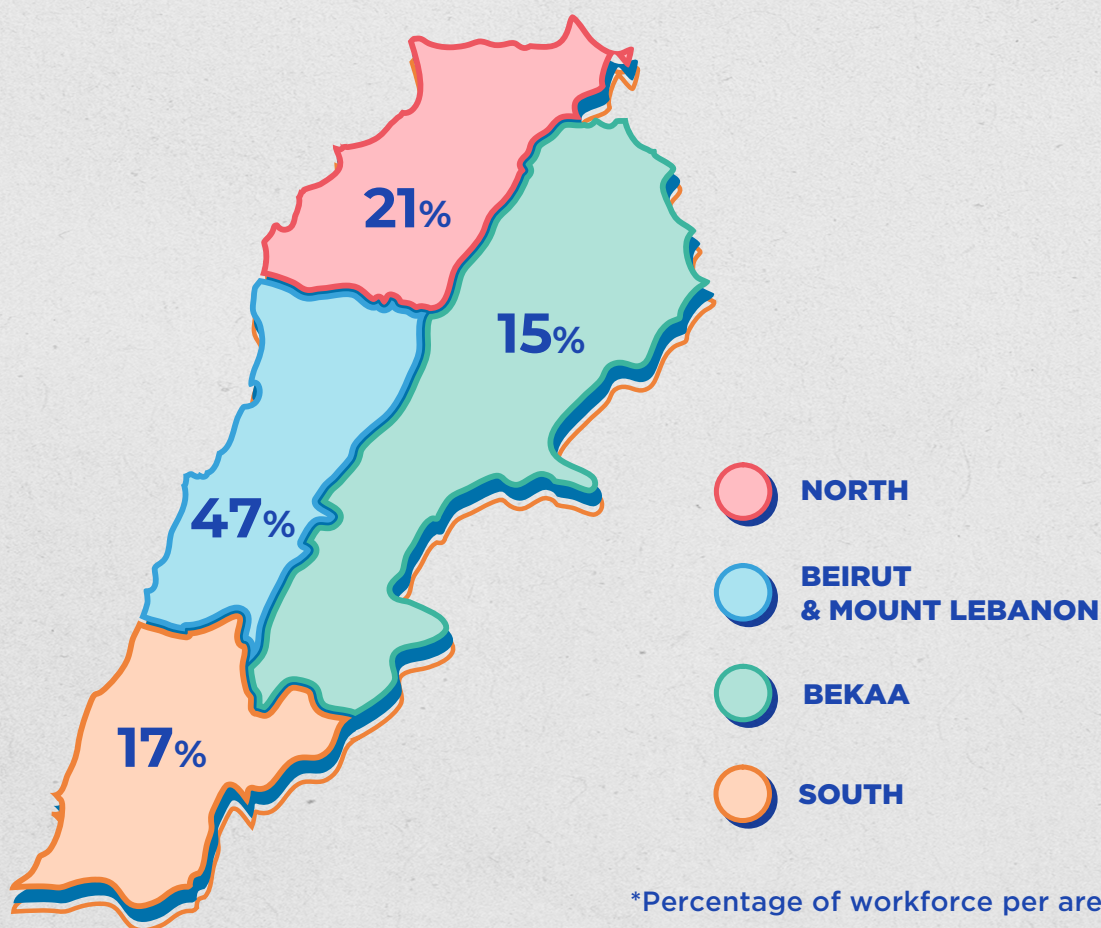 21%
15%
47%
17%
NORTH
BEIRUT
& MOUNT LEBANON
BEKAA
SOUTH
*Percentage of workforce per are